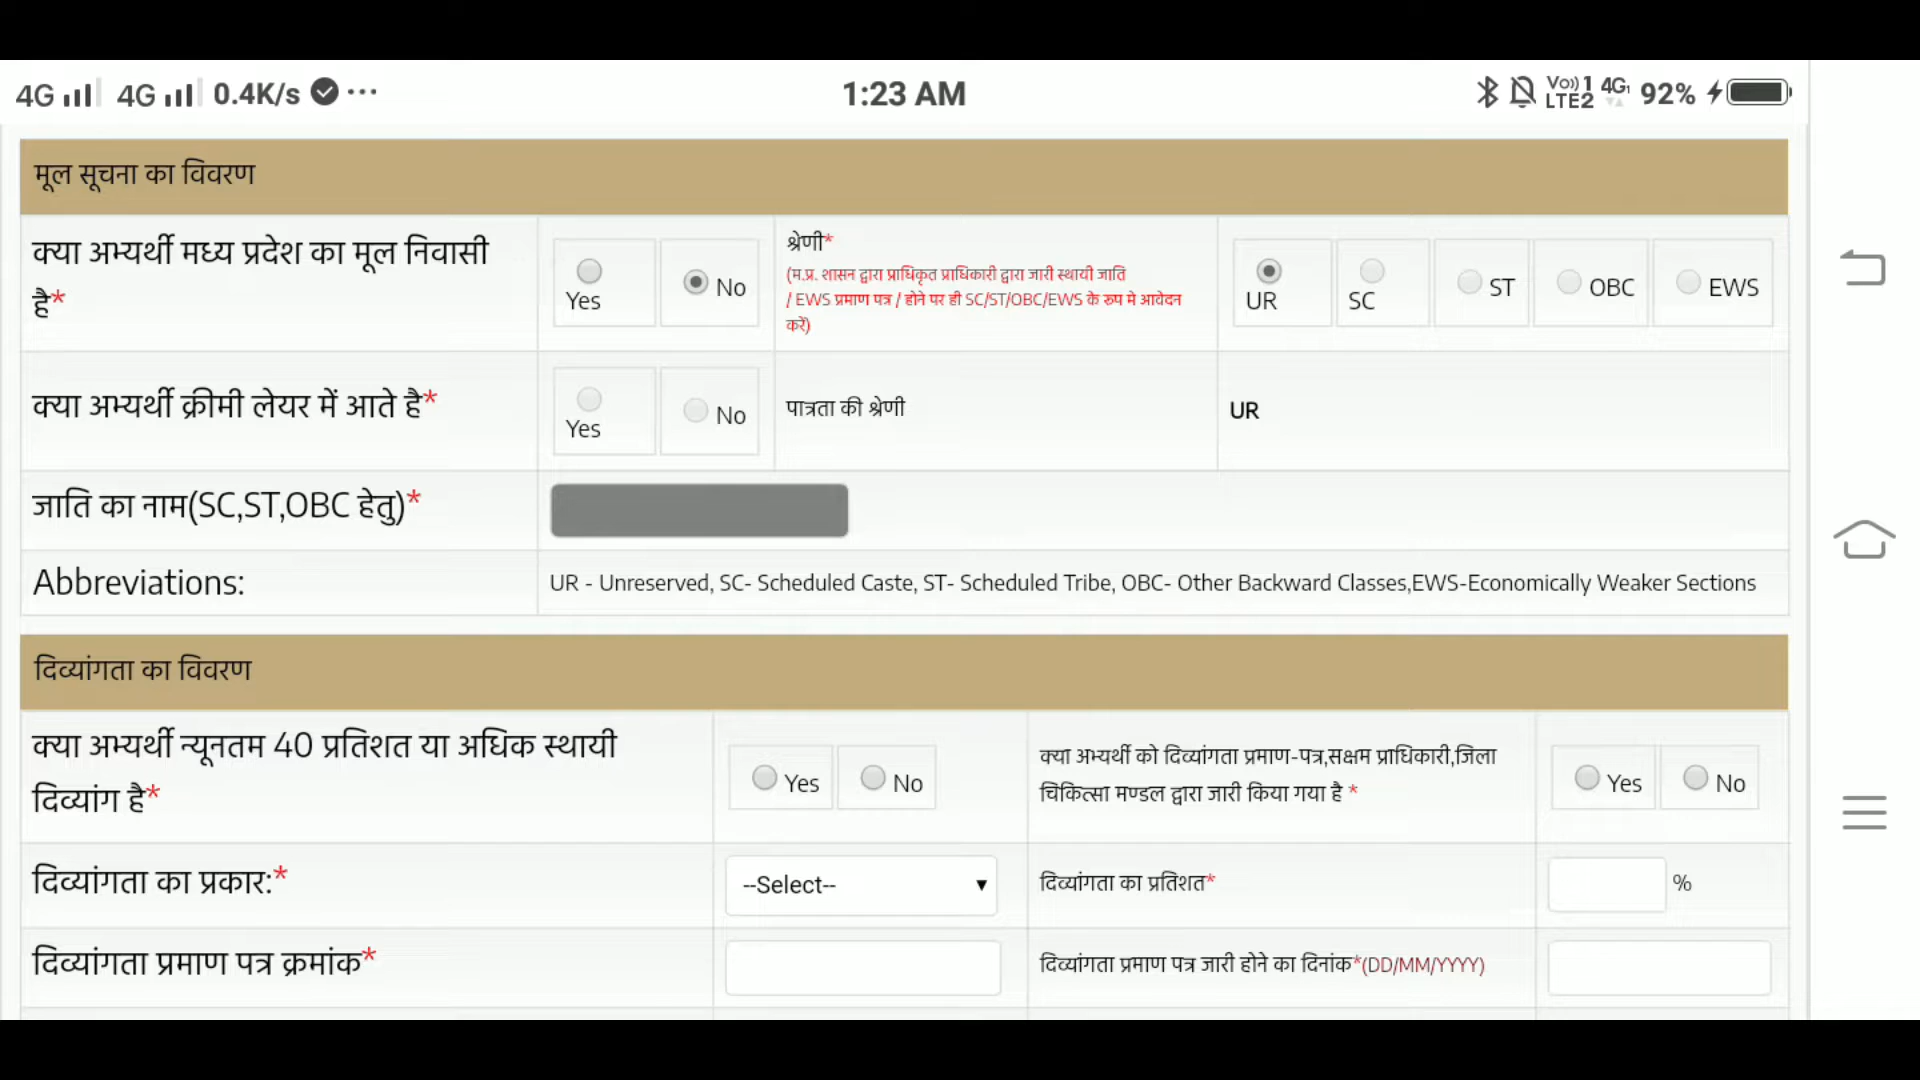 4G 4G 0.4K/s ··· 1:23 AM Vo)) 1 LTE2 4G 92%
मूल सूचना का विवरण
क्या अभ्यर्थी मध्य प्रदेश का मूल निवासी
है*
Yes No
श्रेणी*
(म.प्र. शासन द्वारा प्राधिकृत प्राधिकारी द्वारा जारी स्थायी जाति
/ EWS प्रमाण पत्र / होने पर ही SC/ST/OBC/EWS के रूप मे आवेदन
करें)
UR SC ST OBC EWS
क्या अभ्यर्थी क्रीमी लेयर में आते है*
Yes No
पात्रता की श्रेणी
UR
जाति का नाम(SC,ST,OBC हेतु)*
Abbreviations:
UR - Unreserved, SC- Scheduled Caste, ST- Scheduled Tribe, OBC- Other Backward Classes,EWS-Economically Weaker Sections
दिव्यांगता का विवरण
क्या अभ्यर्थी न्यूनतम 40 प्रतिशत या अधिक स्थायी
दिव्यांग है*
Yes No
क्या अभ्यर्थी को दिव्यांगता प्रमाण-पत्र,सक्षम प्राधिकारी,जिला
चिकित्सा मण्डल द्वारा जारी किया गया है *
Yes No
दिव्यांगता का प्रकार:*
--Select--
दिव्यांगता का प्रतिशत*
%
दिव्यांगता प्रमाण पत्र क्रमांक*
दिव्यांगता प्रमाण पत्र जारी होने का दिनांक*(DD/MM/YYYY)